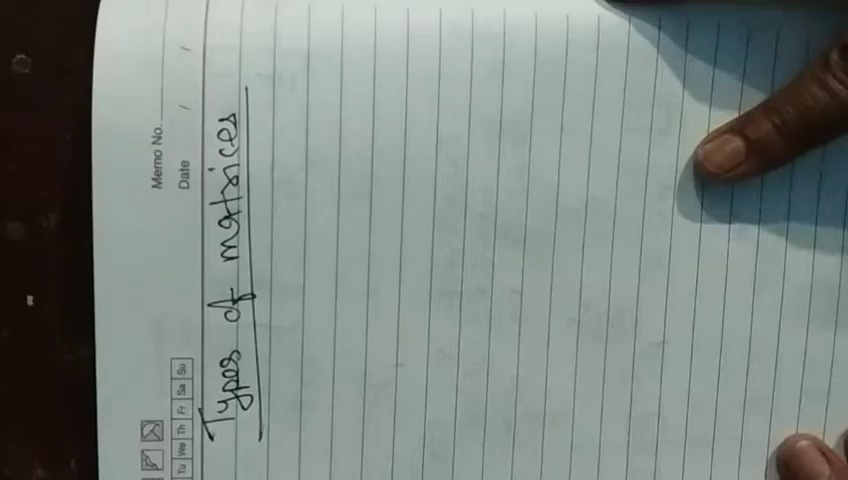 Memo No.
Date / /
Tu We Th Fr Sa Su
Types of matrices